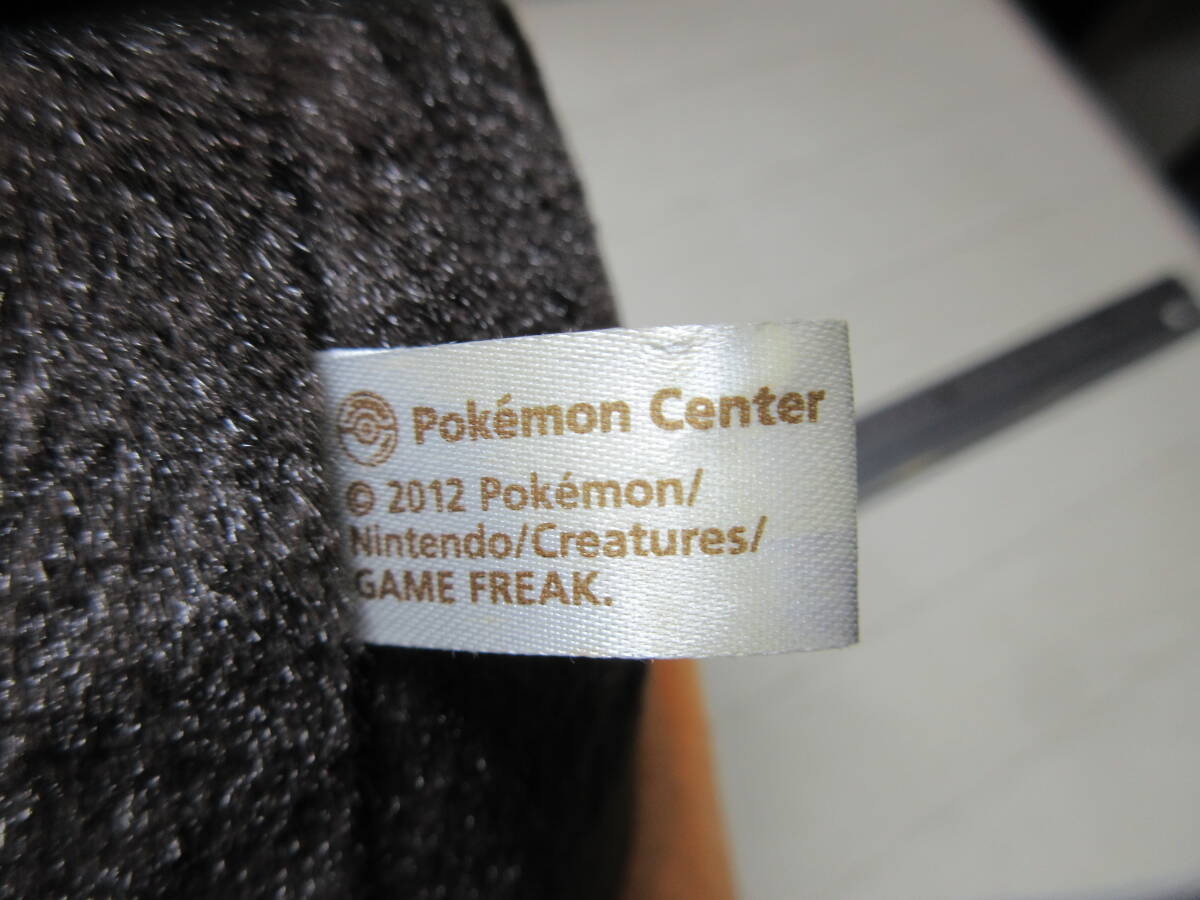 Pokémon Center
© 2012 Pokémon/
Nintendo/Creatures/
GAME FREAK.